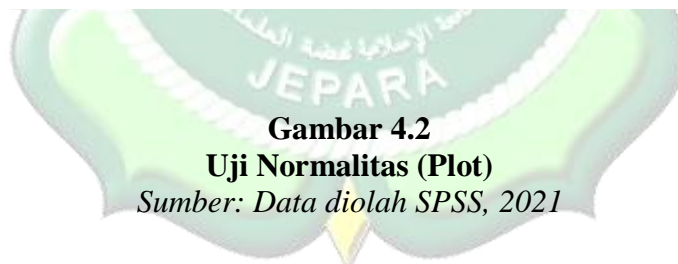 JEPARA
Gambar 4.2
Uji Normalitas (Plot)
Sumber: Data diolah SPSS, 2021